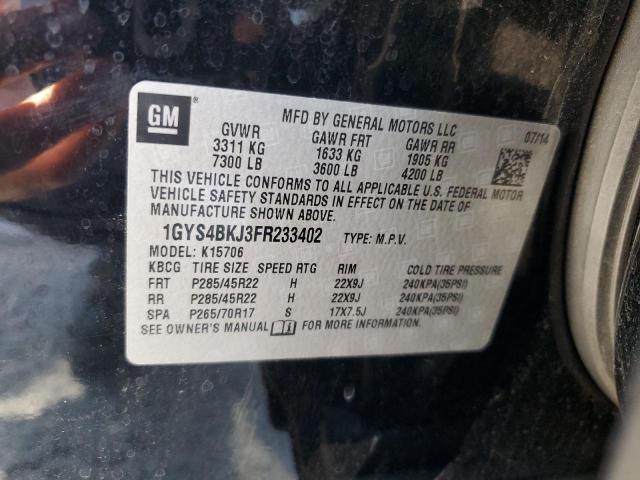 GM ®
MFD BY GENERAL MOTORS LLC 07/14
GVWR GAWR FRT GAWR RR
3311 KG 1633 KG 1905 KG
7300 LB 3600 LB 4200 LB
THIS VEHICLE CONFORMS TO ALL APPLICABLE U.S. FEDERAL MOTOR
VEHICLE SAFETY STANDARDS IN EFFECT ON THE DATE OF
MANUFACTURE SHOWN ABOVE.
1GYS4BKJ3FR233402 TYPE: M.P.V.
MODEL: K15706
KBCG TIRE SIZE SPEED RTG RIM COLD TIRE PRESSURE
FRT P285/45R22 H 22X9J 240KPA(35PSI)
RR P285/45R22 H 22X9J 240KPA(35PSI)
SPA P265/70R17 S 17X7.5J 240KPA(35PSI)
SEE OWNER'S MANUAL FOR MORE INFORMATION.